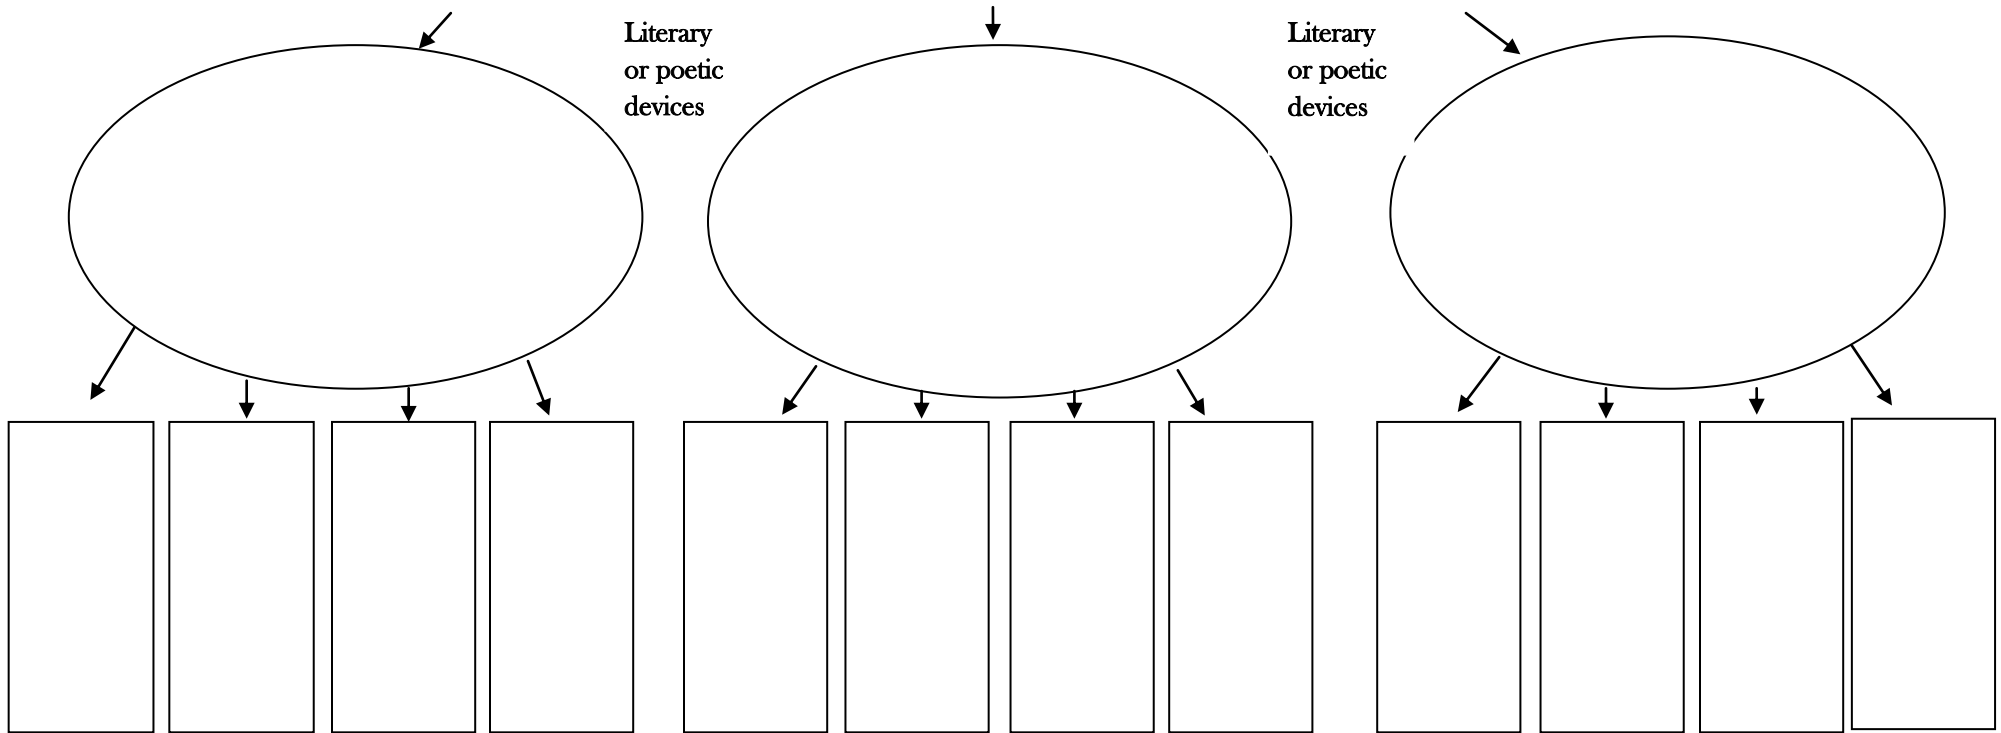 Literary
or poetic
devices
Literary
or poetic
devices